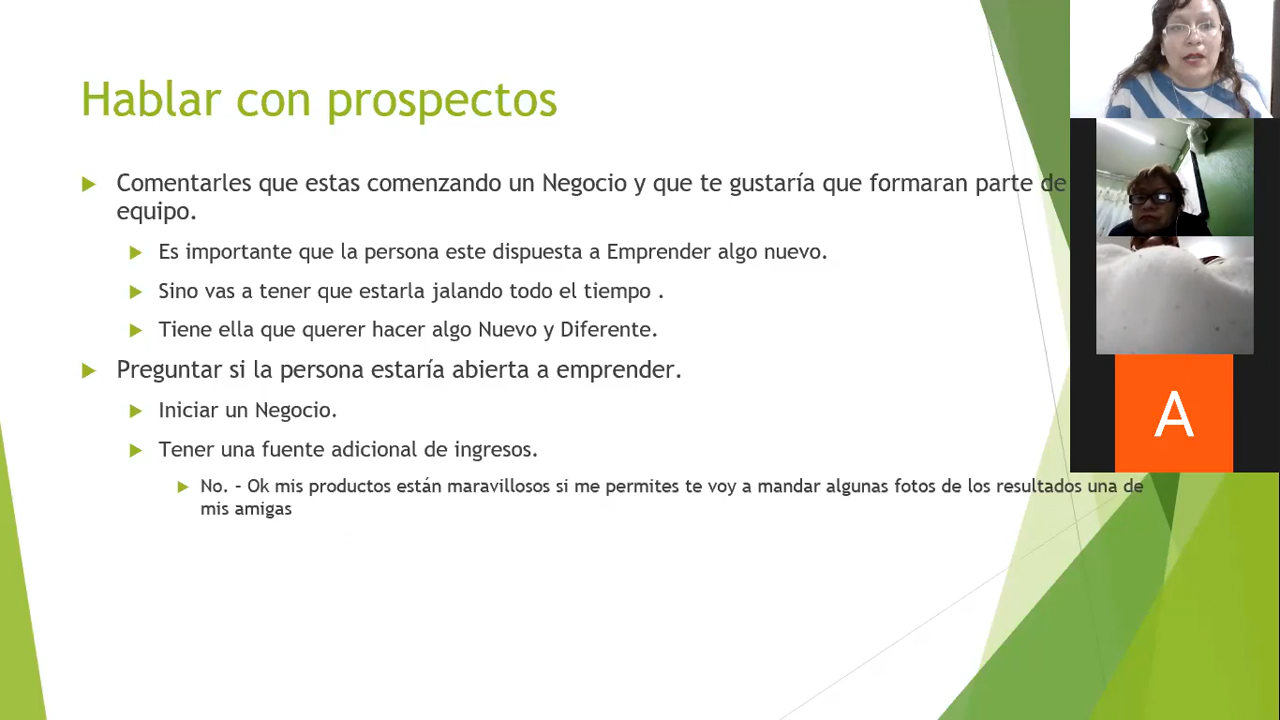 Hablar con prospectos
Comentarles que estas comenzando un Negocio y que te gustaría que formaran parte de
equipo.
Es importante que la persona este dispuesta a Emprender algo nuevo.
Sino vas a tener que estarla jalando todo el tiempo .
Tiene ella que querer hacer algo Nuevo y Diferente.
Preguntar si la persona estaría abierta a emprender.
Iniciar un Negocio.
Tener una fuente adicional de ingresos.
No. – Ok mis productos están maravillosos si me permites te voy a mandar algunas fotos de los resultados una de
mis amigas
A